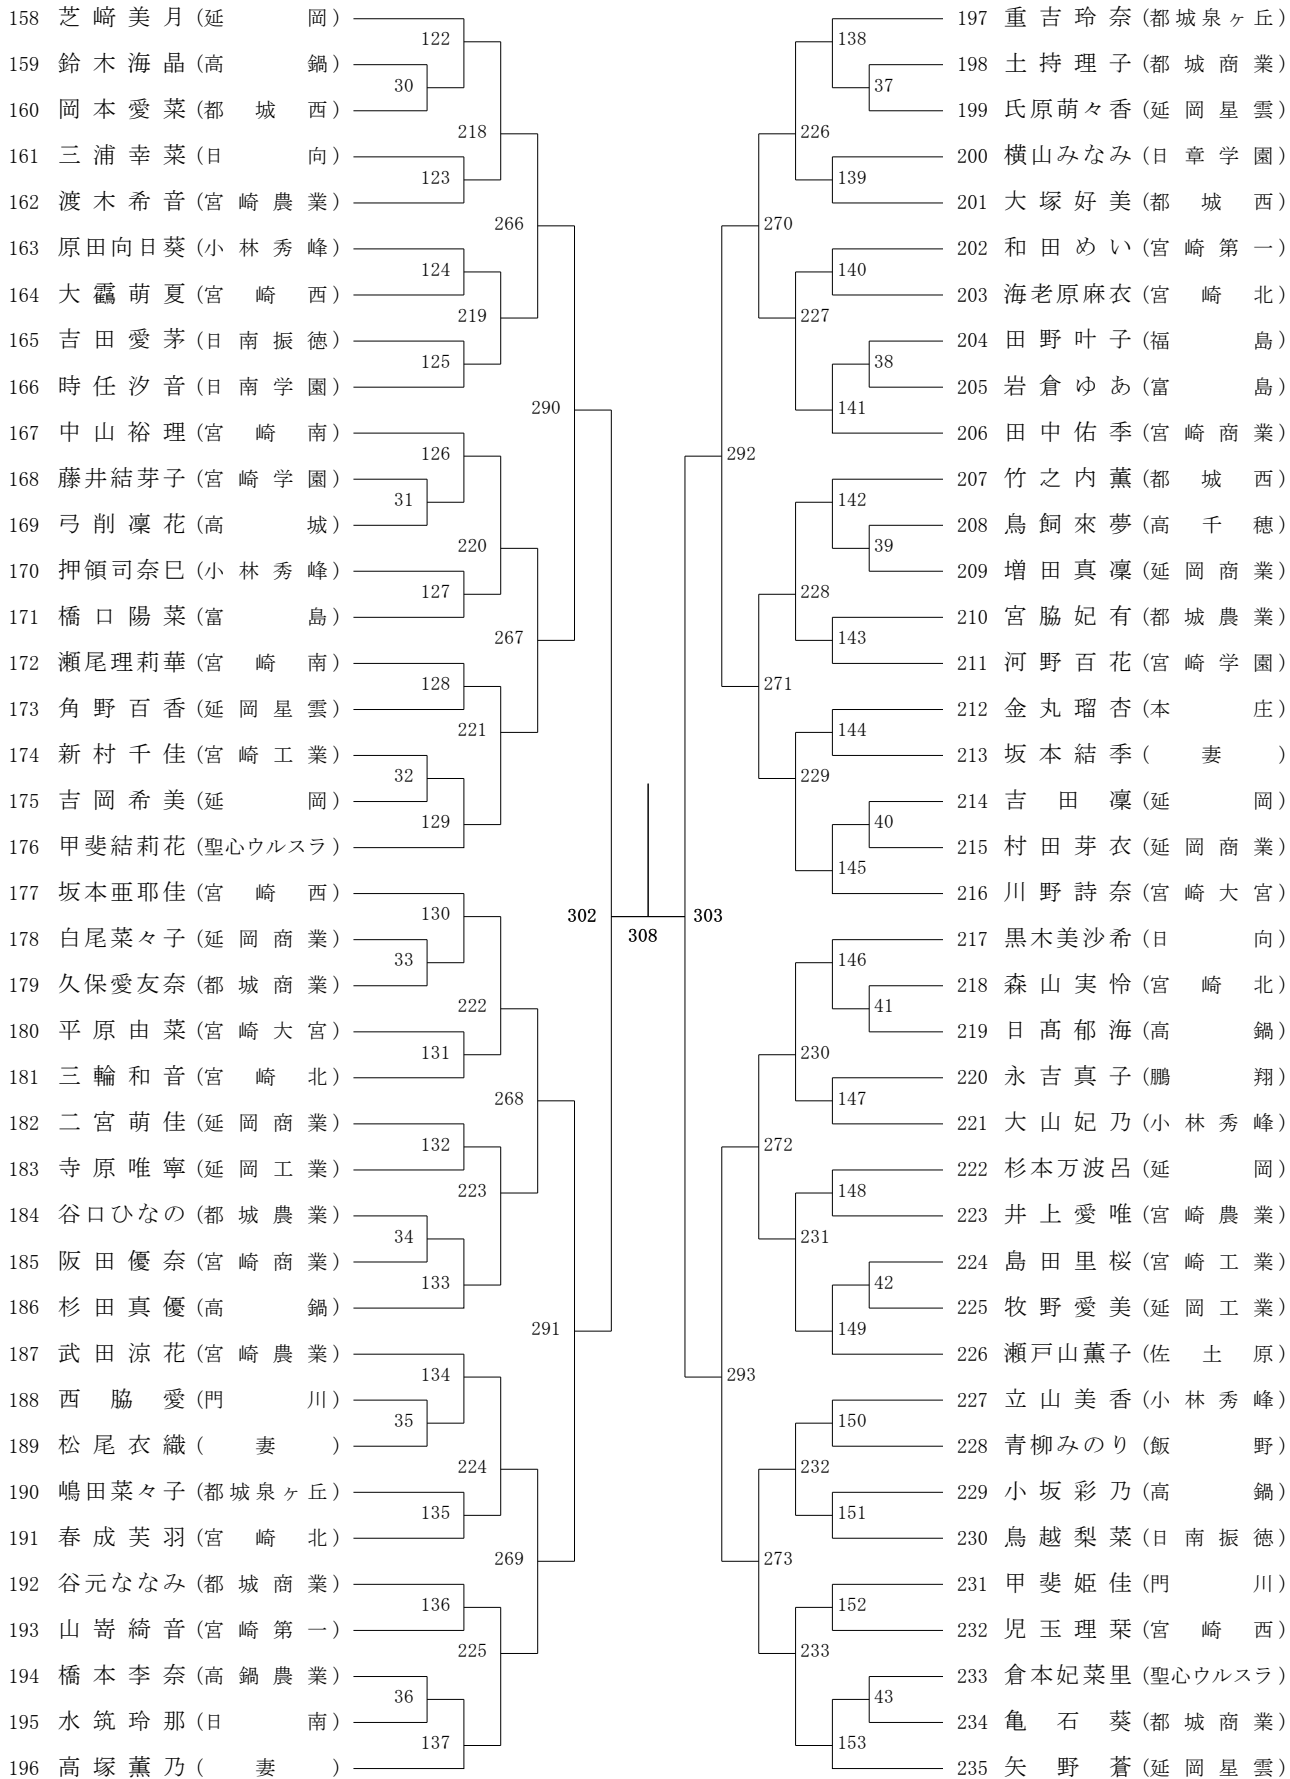 158 芝﨑美月 (延岡)
159 鈴木海晶 (高鍋)
160 岡本愛菜 (都城西)
161 三浦幸菜 (日向)
162 渡木希音 (宮崎農業)
163 原田向日葵 (小林秀峰)
164 大靏萌夏 (宮崎西)
165 吉田愛茅 (日南振徳)
166 時任汐音 (日南学園)
167 中山裕理 (宮崎南)
168 藤井結芽子 (宮崎学園)
169 弓削凜花 (高城)
170 押領司奈巳 (小林秀峰)
171 橋口陽菜 (富島)
172 瀬尾理莉華 (宮崎南)
173 角野百香 (延岡星雲)
174 新村千佳 (宮崎工業)
175 吉岡希美 (延岡)
176 甲斐結莉花 (聖心ウルスラ)
177 坂本亜耶佳 (宮崎西)
178 白尾菜々子 (延岡商業)
179 久保愛友奈 (都城商業)
180 平原由菜 (宮崎大宮)
181 三輪和音 (宮崎北)
182 二宮萌佳 (延岡商業)
183 寺原唯寧 (延岡工業)
184 谷口ひなの (都城農業)
185 阪田優奈 (宮崎商業)
186 杉田真優 (高鍋)
187 武田涼花 (宮崎農業)
188 西脇愛 (門川)
189 松尾衣織 (妻)
190 嶋田菜々子 (都城泉ヶ丘)
191 春成芙羽 (宮崎北)
192 谷元ななみ (都城商業)
193 山嵜綺音 (宮崎第一)
194 橋本李奈 (高鍋農業)
195 水筑玲那 (日南)
196 高塚薫乃 (妻)
122
30
218
123
266
124
219
125
290
126
31
220
127
267
128
221
32
129
302
130
33
222
131
268
132
223
34
133
291
134
35
224
135
269
136
225
36
137
308
303
138
37
226
139
270
140
227
38
141
292
142
39
228
143
271
144
229
40
145
146
41
230
147
272
148
231
42
149
293
150
232
151
273
152
233
43
153
197 重吉玲奈 (都城泉ヶ丘)
198 土持理子 (都城商業)
199 氏原萌々香 (延岡星雲)
200 横山みなみ (日章学園)
201 大塚好美 (都城西)
202 和田めい (宮崎第一)
203 海老原麻衣 (宮崎北)
204 田野叶子 (福島)
205 岩倉ゆあ (富島)
206 田中佑季 (宮崎商業)
207 竹之内薫 (都城西)
208 鳥飼來夢 (高千穂)
209 増田真凜 (延岡商業)
210 宮脇妃有 (都城農業)
211 河野百花 (宮崎学園)
212 金丸瑠杏 (本庄)
213 坂本結季 (妻)
214 吉田凜 (延岡)
215 村田芽衣 (延岡商業)
216 川野詩奈 (宮崎大宮)
217 黒木美沙希 (日向)
218 森山実怜 (宮崎北)
219 日髙郁海 (高鍋)
220 永吉真子 (鵬翔)
221 大山妃乃 (小林秀峰)
222 杉本万波呂 (延岡)
223 井上愛唯 (宮崎農業)
224 島田里桜 (宮崎工業)
225 牧野愛美 (延岡工業)
226 瀬戸山薫子 (佐土原)
227 立山美香 (小林秀峰)
228 青柳みのり (飯野)
229 小坂彩乃 (高鍋)
230 鳥越梨菜 (日南振徳)
231 甲斐姫佳 (門川)
232 児玉理栞 (宮崎西)
233 倉本妃菜里 (聖心ウルスラ)
234 亀石葵 (都城商業)
235 矢野蒼 (延岡星雲)